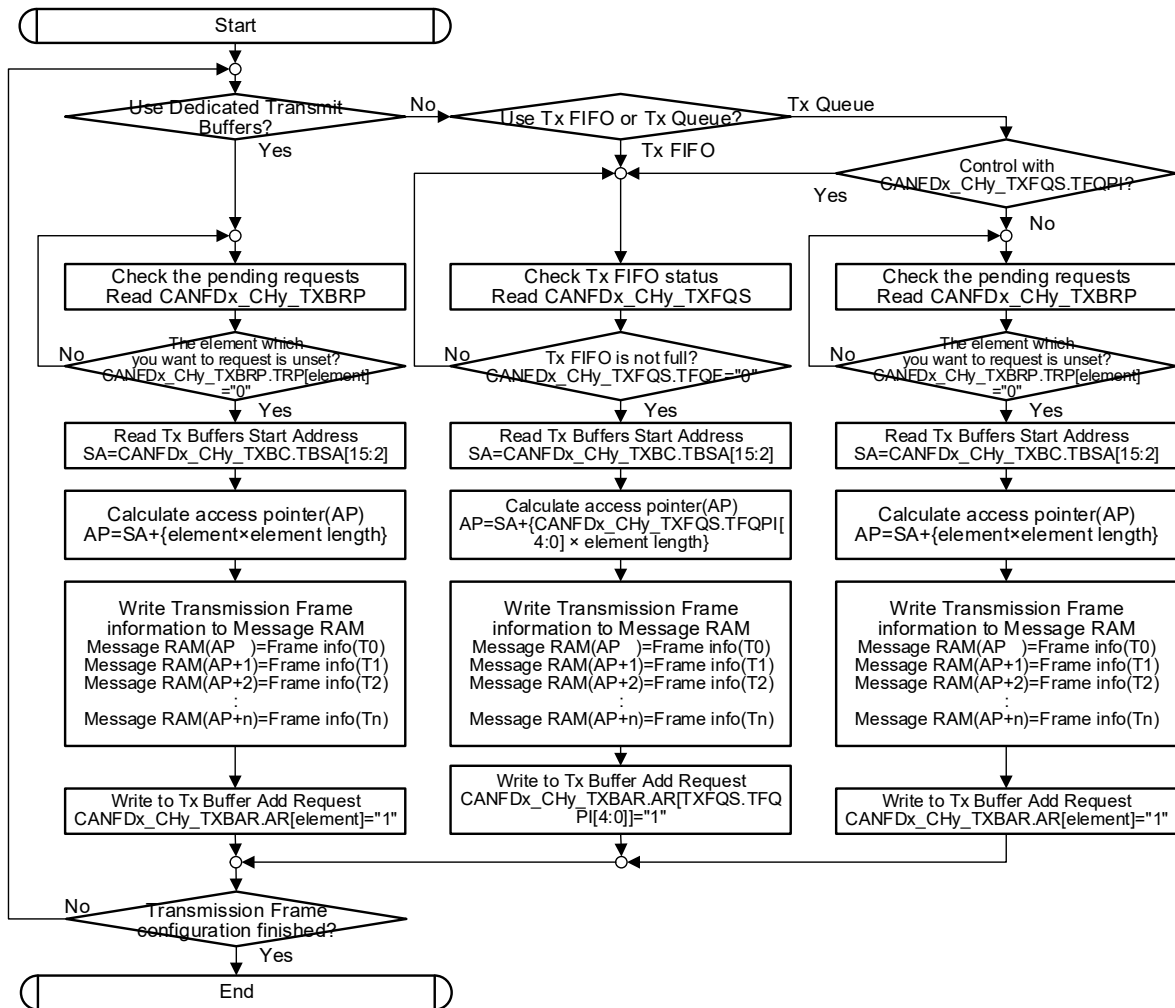 Start
Use Dedicated Transmit
Buffers?
No
Yes
Use Tx FIFO or Tx Queue?
Tx Queue
Tx FIFO
Control with
CANFDx_CHy_TXFQS.TFQPI?
Yes
No
Check the pending requests
Read CANFDx_CHy_TXBRP
The element which
you want to request is unset?
CANFDx_CHy_TXBRP.TRP[element]
="0"
No
Yes
Read Tx Buffers Start Address
SA=CANFDx_CHy_TXBC.TBSA[15:2]
Calculate access pointer(AP)
AP=SA+{element×element length}
Write Transmission Frame
information to Message RAM
Message RAM(AP   )=Frame info(T0)
Message RAM(AP+1)=Frame info(T1)
Message RAM(AP+2)=Frame info(T2)
:
Message RAM(AP+n)=Frame info(Tn)
Write to Tx Buffer Add Request
CANFDx_CHy_TXBAR.AR[element]="1"
Check Tx FIFO status
Read CANFDx_CHy_TXFQS
Tx FIFO is not full?
CANFDx_CHy_TXFQS.TFQF="0"
No
Yes
Read Tx Buffers Start Address
SA=CANFDx_CHy_TXBC.TBSA[15:2]
Calculate access pointer(AP)
AP=SA+{CANFDx_CHy_TXFQS.TFQPI[
4:0] × element length}
Write Transmission Frame
information to Message RAM
Message RAM(AP   )=Frame info(T0)
Message RAM(AP+1)=Frame info(T1)
Message RAM(AP+2)=Frame info(T2)
:
Message RAM(AP+n)=Frame info(Tn)
Write to Tx Buffer Add Request
CANFDx_CHy_TXBAR.AR[TXFQS.TFQ
PI[4:0]]="1"
Check the pending requests
Read CANFDx_CHy_TXBRP
The element which
you want to request is unset?
CANFDx_CHy_TXBRP.TRP[element]
="0"
No
Yes
Read Tx Buffers Start Address
SA=CANFDx_CHy_TXBC.TBSA[15:2]
Calculate access pointer(AP)
AP=SA+{element×element length}
Write Transmission Frame
information to Message RAM
Message RAM(AP   )=Frame info(T0)
Message RAM(AP+1)=Frame info(T1)
Message RAM(AP+2)=Frame info(T2)
:
Message RAM(AP+n)=Frame info(Tn)
Write to Tx Buffer Add Request
CANFDx_CHy_TXBAR.AR[element]="1"
No
Transmission Frame
configuration finished?
Yes
End